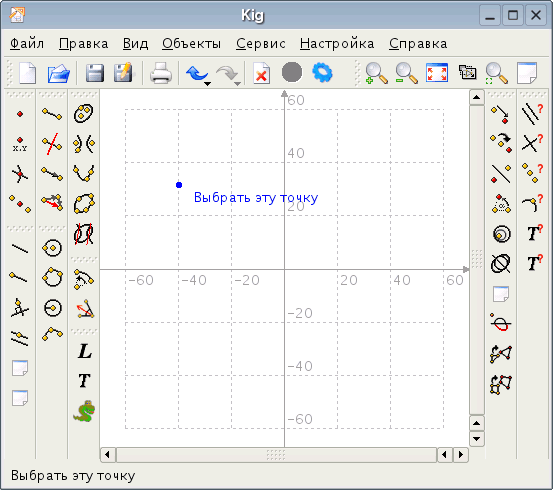 Kig
Файл Правка Вид Объекты Сервис Настройка Справка
x,y
60
40
Выбрать эту точку
20
-60 -40 -20 20 40 60
-20
-40
-60
L
T
T?
T?
Выбрать эту точку